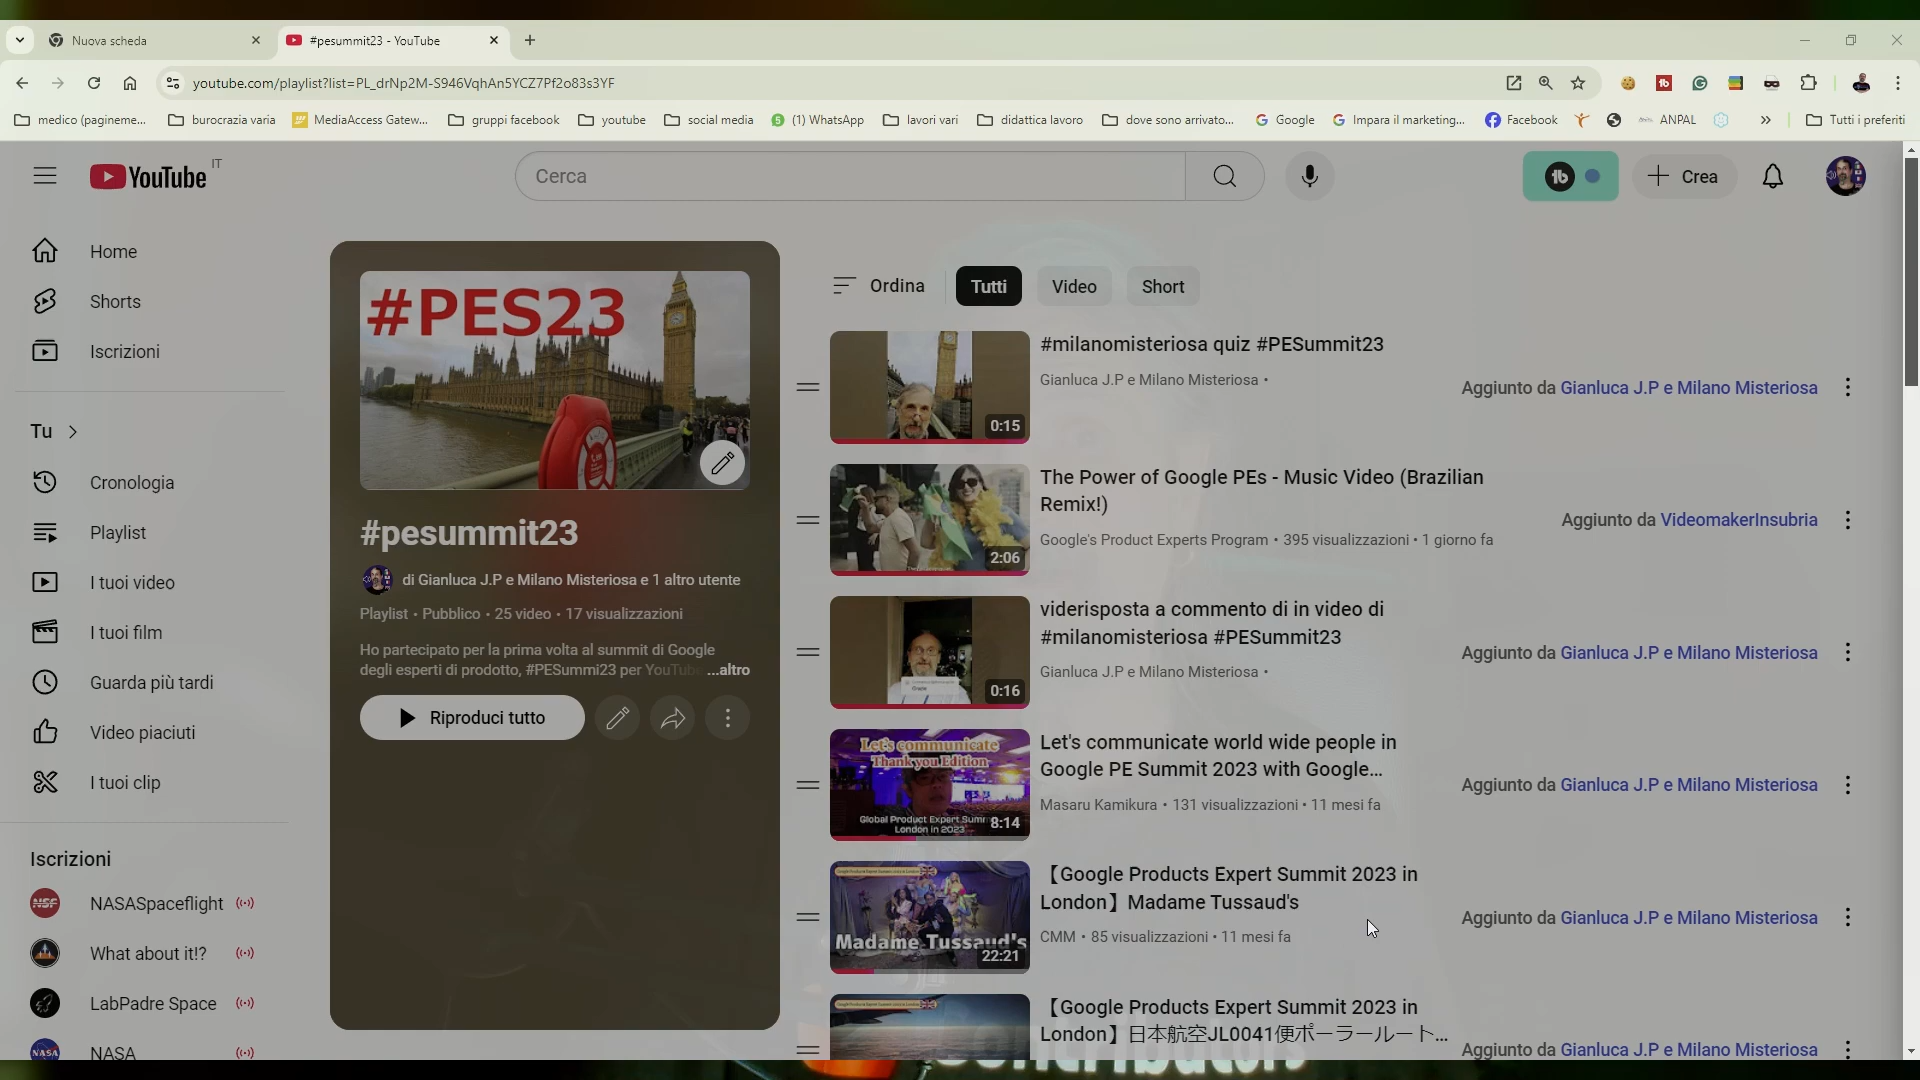 Nuova scheda
#pesummit23 - YouTube
youtube.com/playlist?list=PL_drNp2M-S946VqhAn5YCZ7Pf2o83s3YF
medico (pagineme...
burocrazia varia
MediaAccess Gatew...
gruppi facebook
youtube
social media
(1) WhatsApp
lavori vari
didattica lavoro
dove sono arrivato...
Google
Impara il marketing...
Facebook
ANPAL
Tutti i preferiti
YouTube IT
Cerca
Crea
Home
Shorts
Iscrizioni
Tu
Cronologia
Playlist
I tuoi video
I tuoi film
Guarda più tardi
Video piaciuti
I tuoi clip
Iscrizioni
NASASpaceflight
What about it!?
LabPadre Space
NASA
#PES23
#pesummit23
di Gianluca J.P e Milano Misteriosa e 1 altro utente
Playlist • Pubblico • 25 video • 17 visualizzazioni
Ho partecipato per la prima volta al summit di Google
degli esperti di prodotto, #PESummi23 per YouTube ...altro
Riproduci tutto
Ordina
Tutti
Video
Short
0:15
#milanomisteriosa quiz #PESummit23
Gianluca J.P e Milano Misteriosa •
Aggiunto da Gianluca J.P e Milano Misteriosa
2:06
The Power of Google PEs - Music Video (Brazilian
Remix!)
Google's Product Experts Program • 395 visualizzazioni • 1 giorno fa
Aggiunto da VideomakerInsubria
0:16
viderisposta a commento di in video di
#milanomisteriosa #PESummit23
Gianluca J.P e Milano Misteriosa •
Aggiunto da Gianluca J.P e Milano Misteriosa
Let's communicate
Thank you Edition
Global Product Expert Summ
London in 2023
8:14
Let's communicate world wide people in
Google PE Summit 2023 with Google...
Masaru Kamikura • 131 visualizzazioni • 11 mesi fa
Aggiunto da Gianluca J.P e Milano Misteriosa
Madame Tussaud's
22:21
【Google Products Expert Summit 2023 in
London】Madame Tussaud's
CMM • 85 visualizzazioni • 11 mesi fa
Aggiunto da Gianluca J.P e Milano Misteriosa
【Google Products Expert Summit 2023 in
London】日本航空JL0041便ポーラールート...
Aggiunto da Gianluca J.P e Milano Misteriosa